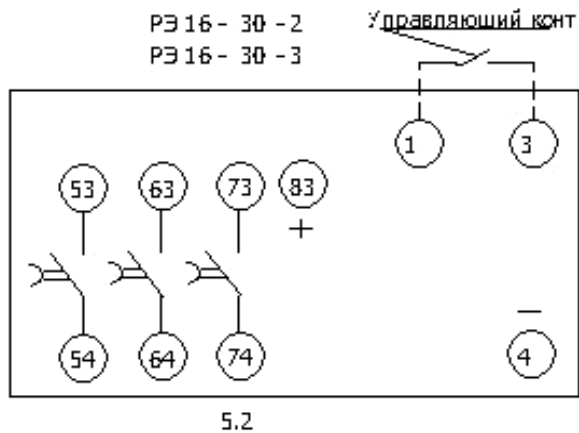 РЭ 16 - 30 - 2
РЭ 16 - 30 - 3
Управляющий конт
1 3
53 63 73 83
+
−
54 64 74 4
5.2